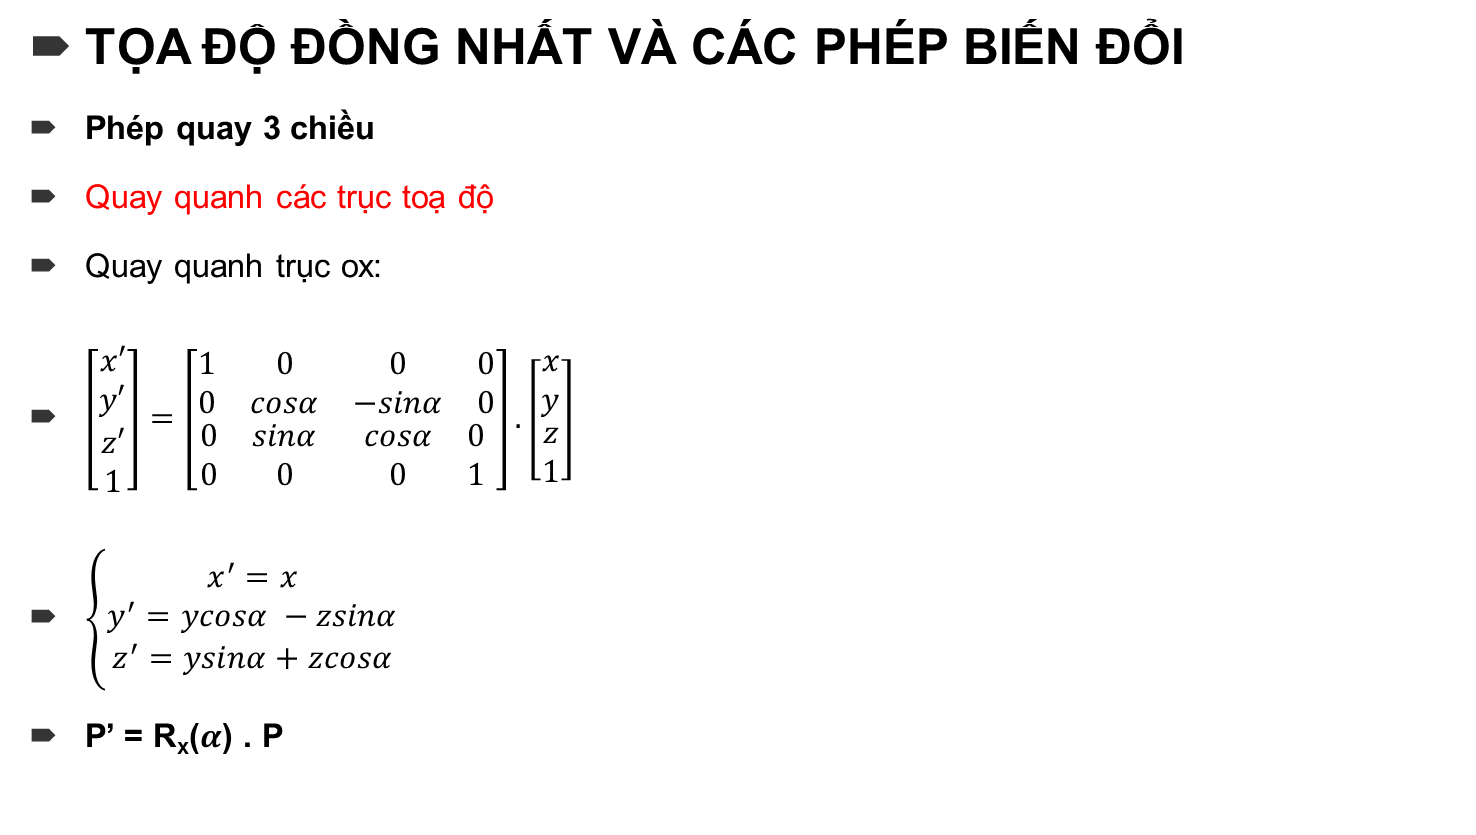 TỌA ĐỘ ĐỒNG NHẤT VÀ CÁC PHÉP BIẾN ĐỔI
Phép quay 3 chiều
Quay quanh các trục toạ độ
Quay quanh trục ox:
[x′ y′ z′ 1] = [1 0 0 0; 0 cosα −sinα 0; 0 sinα cosα 0; 0 0 0 1] . [x y z 1]
{ x′ = x
y′ = ycosα − zsinα
z′ = ysinα + zcosα
P’ = Rx(α) . P